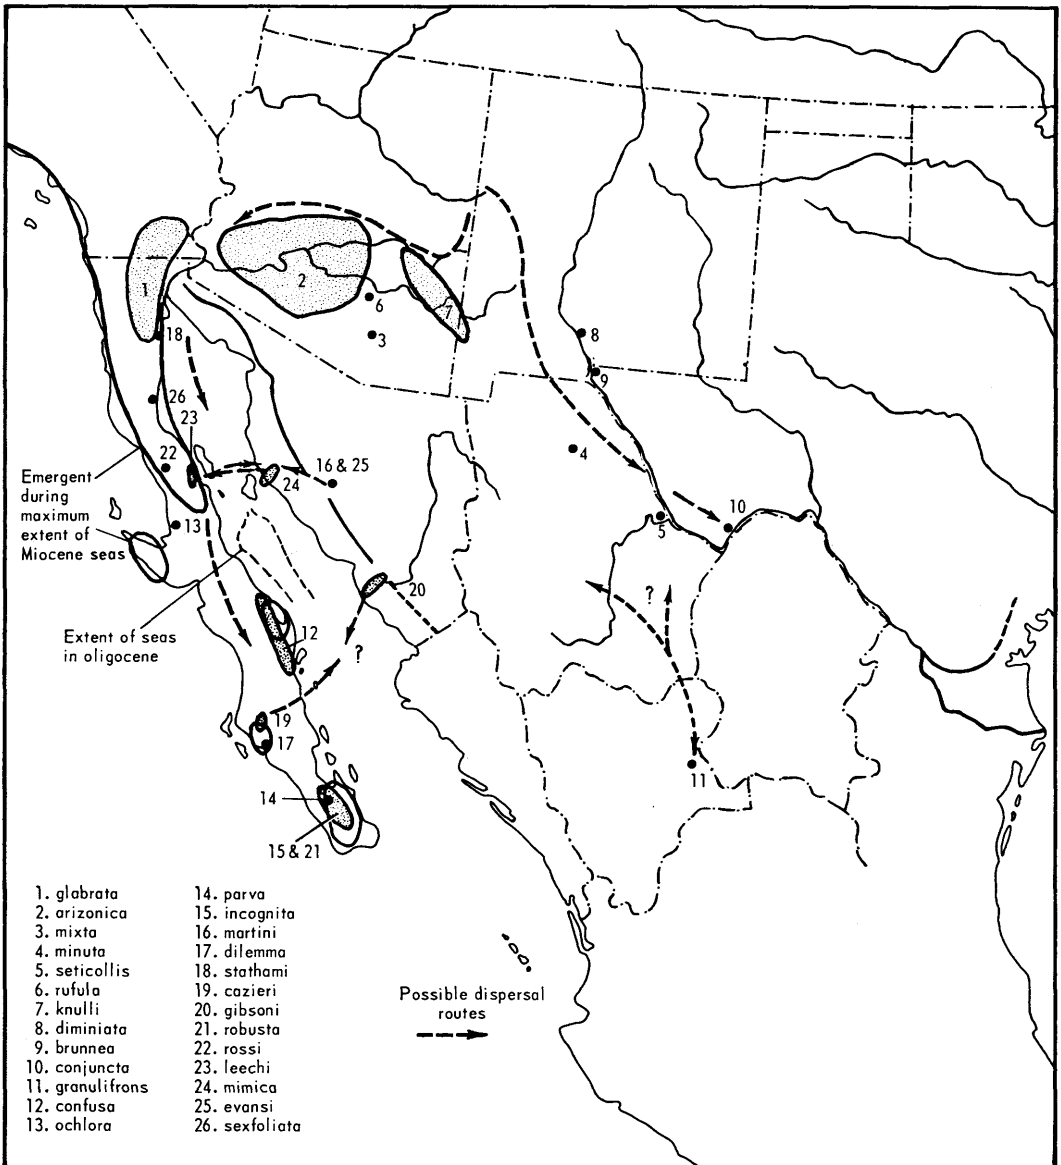 1
2
3
4
5
6
7
8
9
10
11
12
13
14
15 & 21
16 & 25
17
18
19
20
22
23
24
26
?
?
Emergent
during
maximum
extent of
Miocene seas
Extent of seas
in oligocene
Possible dispersal
routes
1. glabrata
2. arizonica
3. mixta
4. minuta
5. seticollis
6. rufula
7. knulli
8. diminiata
9. brunnea
10. conjuncta
11. granulifrons
12. confusa
13. ochlora
14. parva
15. incognita
16. martini
17. dilemma
18. stathami
19. cazieri
20. gibsoni
21. robusta
22. rossi
23. leechi
24. mimica
25. evansi
26. sexfoliata